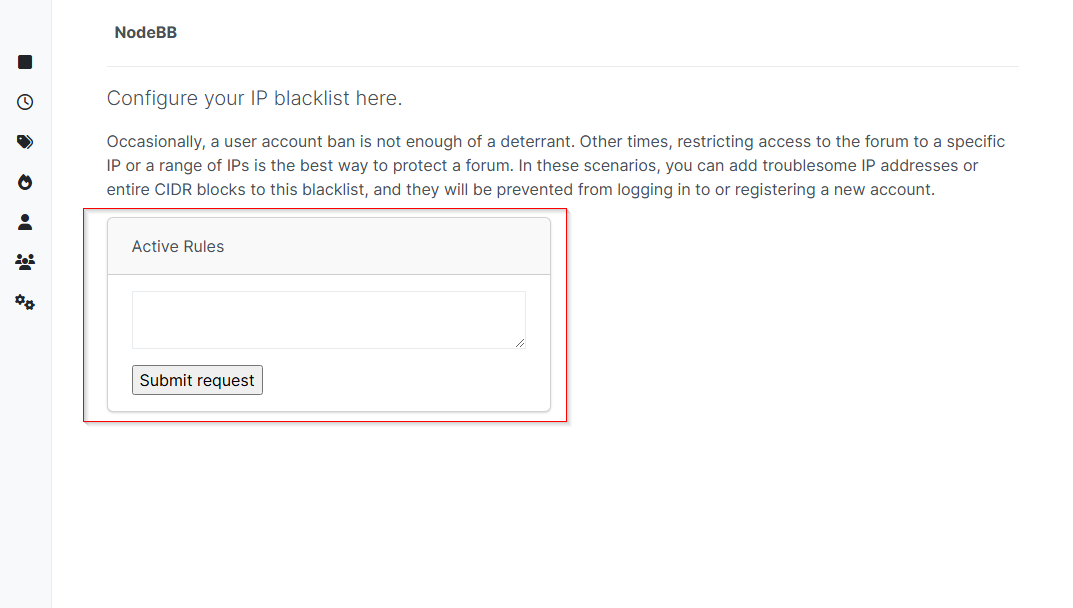 NodeBB
Configure your IP blacklist here.
Occasionally, a user account ban is not enough of a deterrant. Other times, restricting access to the forum to a specific
IP or a range of IPs is the best way to protect a forum. In these scenarios, you can add troublesome IP addresses or
entire CIDR blocks to this blacklist, and they will be prevented from logging in to or registering a new account.
Active Rules
Submit request